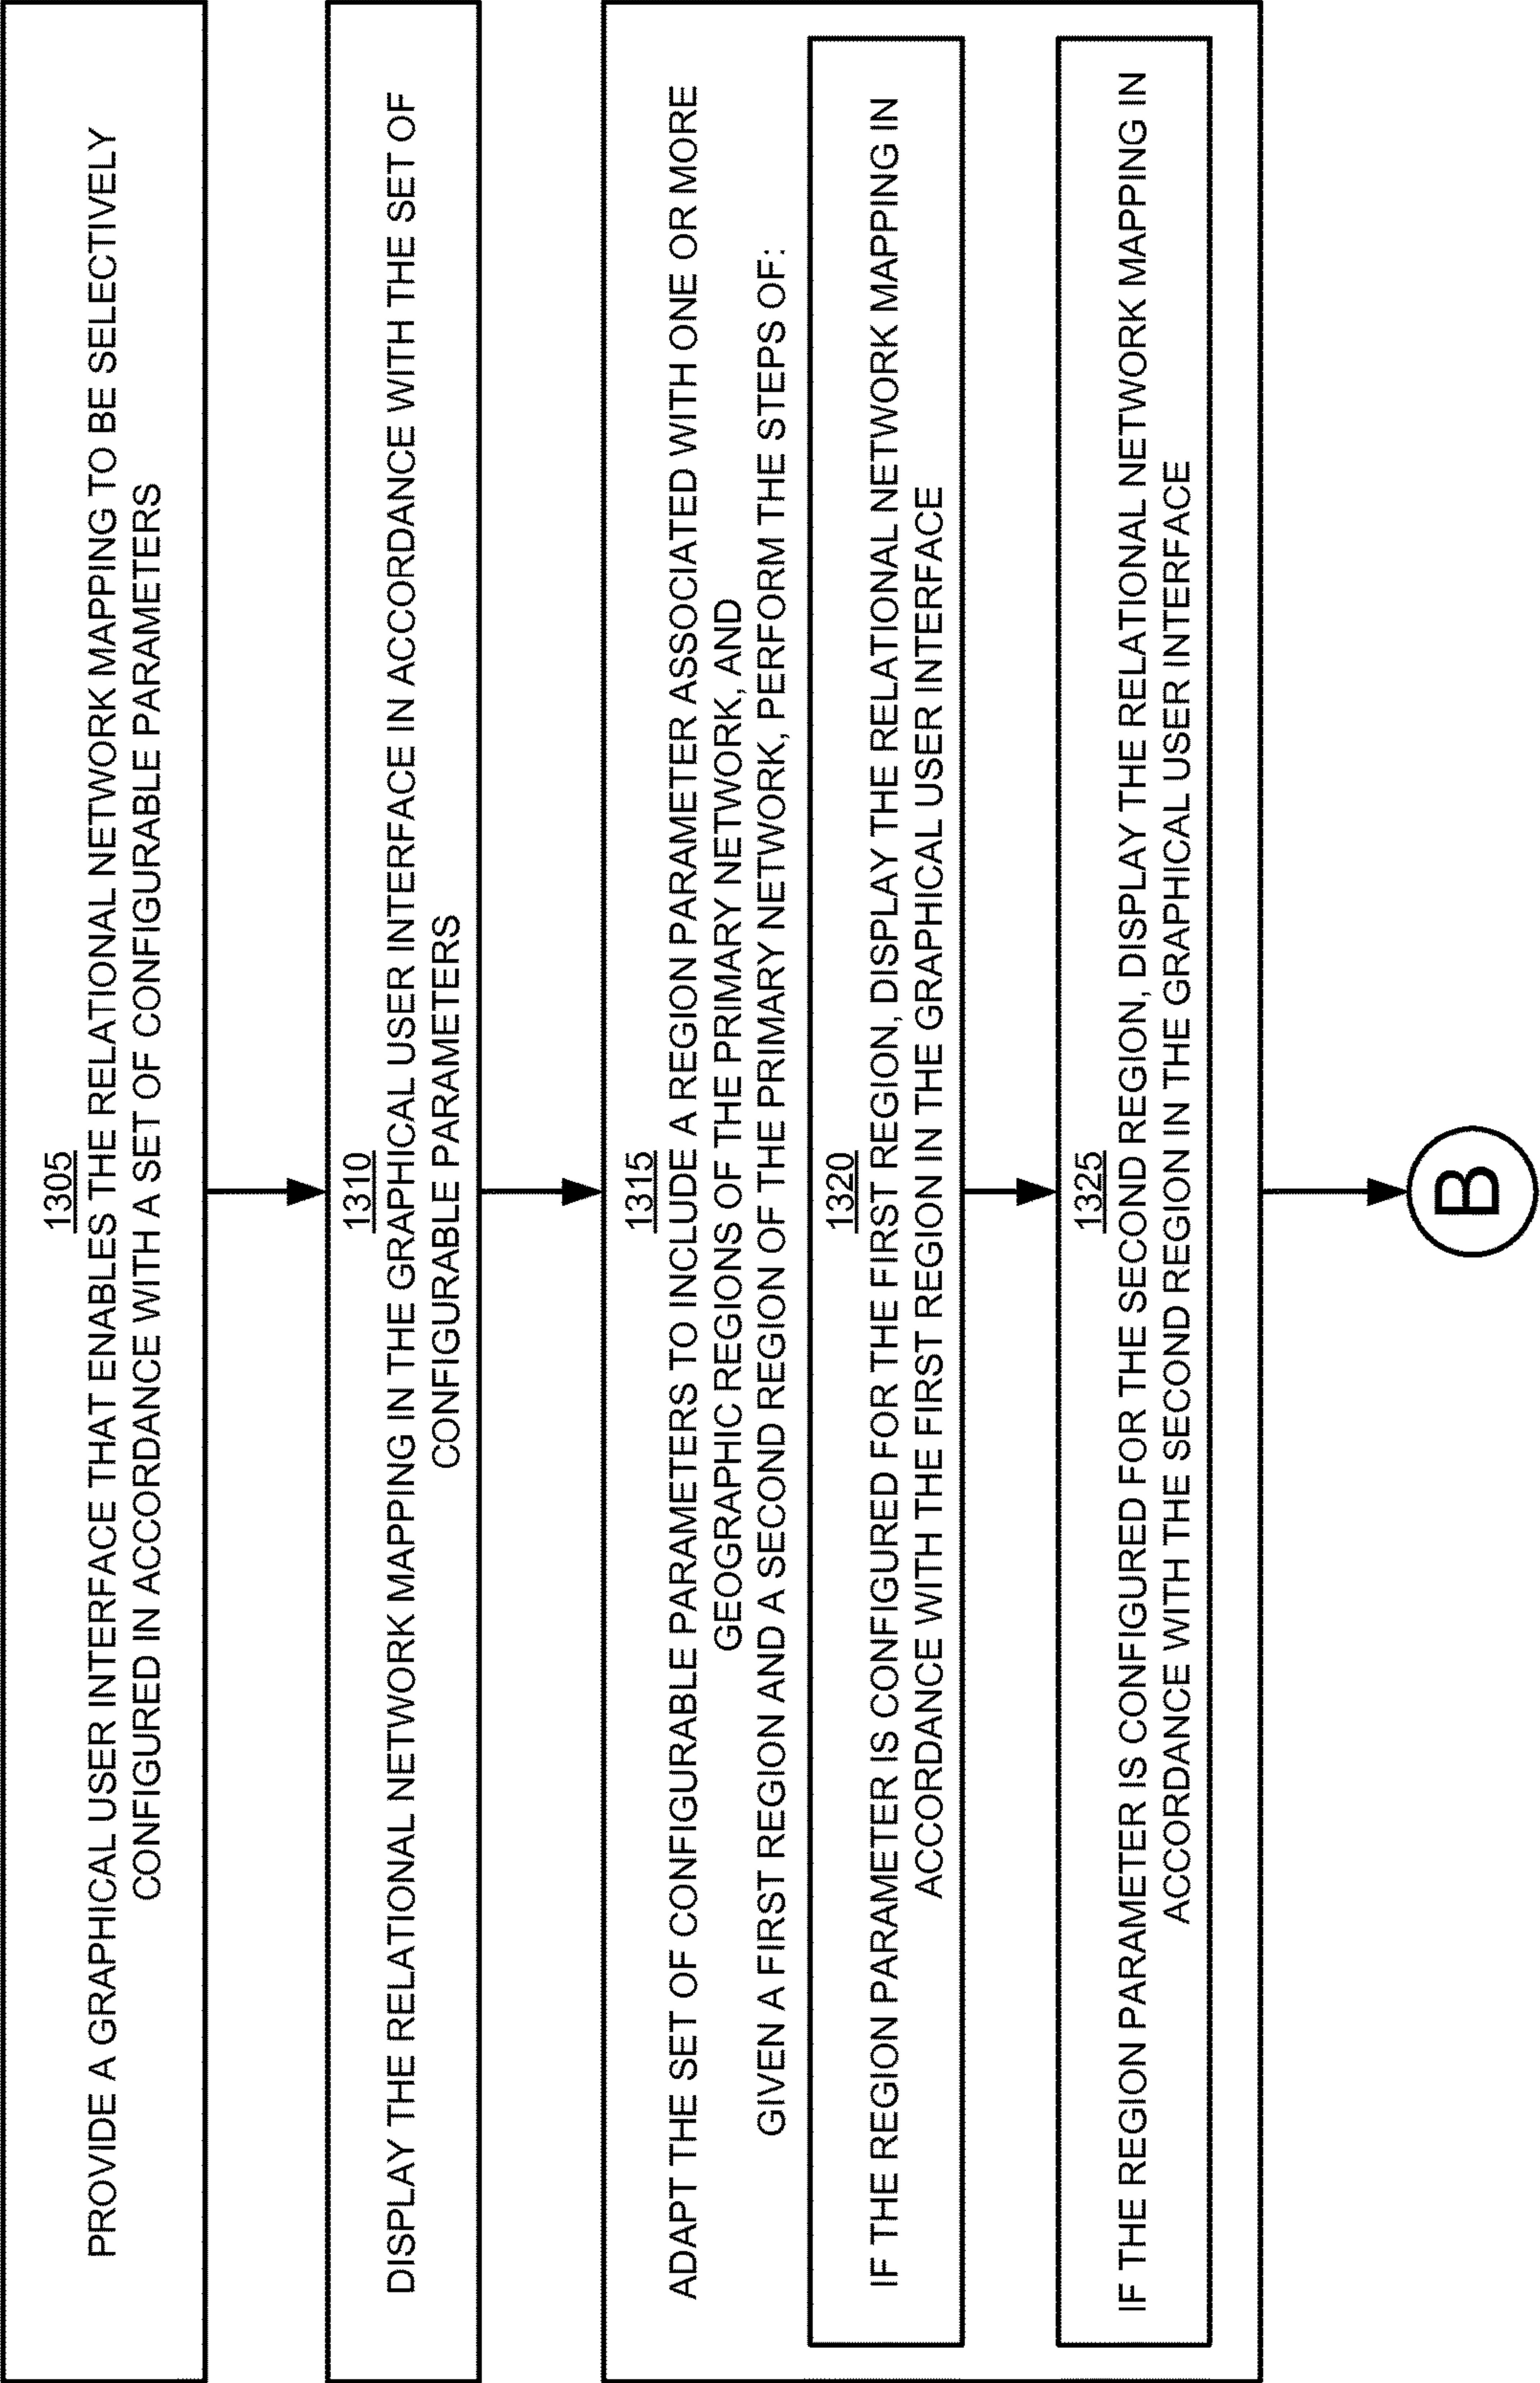 1305
PROVIDE A GRAPHICAL USER INTERFACE THAT ENABLES THE RELATIONAL NETWORK MAPPING TO BE SELECTIVELY
CONFIGURED IN ACCORDANCE WITH A SET OF CONFIGURABLE PARAMETERS
1310
DISPLAY THE RELATIONAL NETWORK MAPPING IN THE GRAPHICAL USER INTERFACE IN ACCORDANCE WITH THE SET OF
CONFIGURABLE PARAMETERS
1315
ADAPT THE SET OF CONFIGURABLE PARAMETERS TO INCLUDE A REGION PARAMETER ASSOCIATED WITH ONE OR MORE
GEOGRAPHIC REGIONS OF THE PRIMARY NETWORK, AND
GIVEN A FIRST REGION AND A SECOND REGION OF THE PRIMARY NETWORK, PERFORM THE STEPS OF:
1320
IF THE REGION PARAMETER IS CONFIGURED FOR THE FIRST REGION, DISPLAY THE RELATIONAL NETWORK MAPPING IN
ACCORDANCE WITH THE FIRST REGION IN THE GRAPHICAL USER INTERFACE
1325
IF THE REGION PARAMETER IS CONFIGURED FOR THE SECOND REGION, DISPLAY THE RELATIONAL NETWORK MAPPING IN
ACCORDANCE WITH THE SECOND REGION IN THE GRAPHICAL USER INTERFACE
B